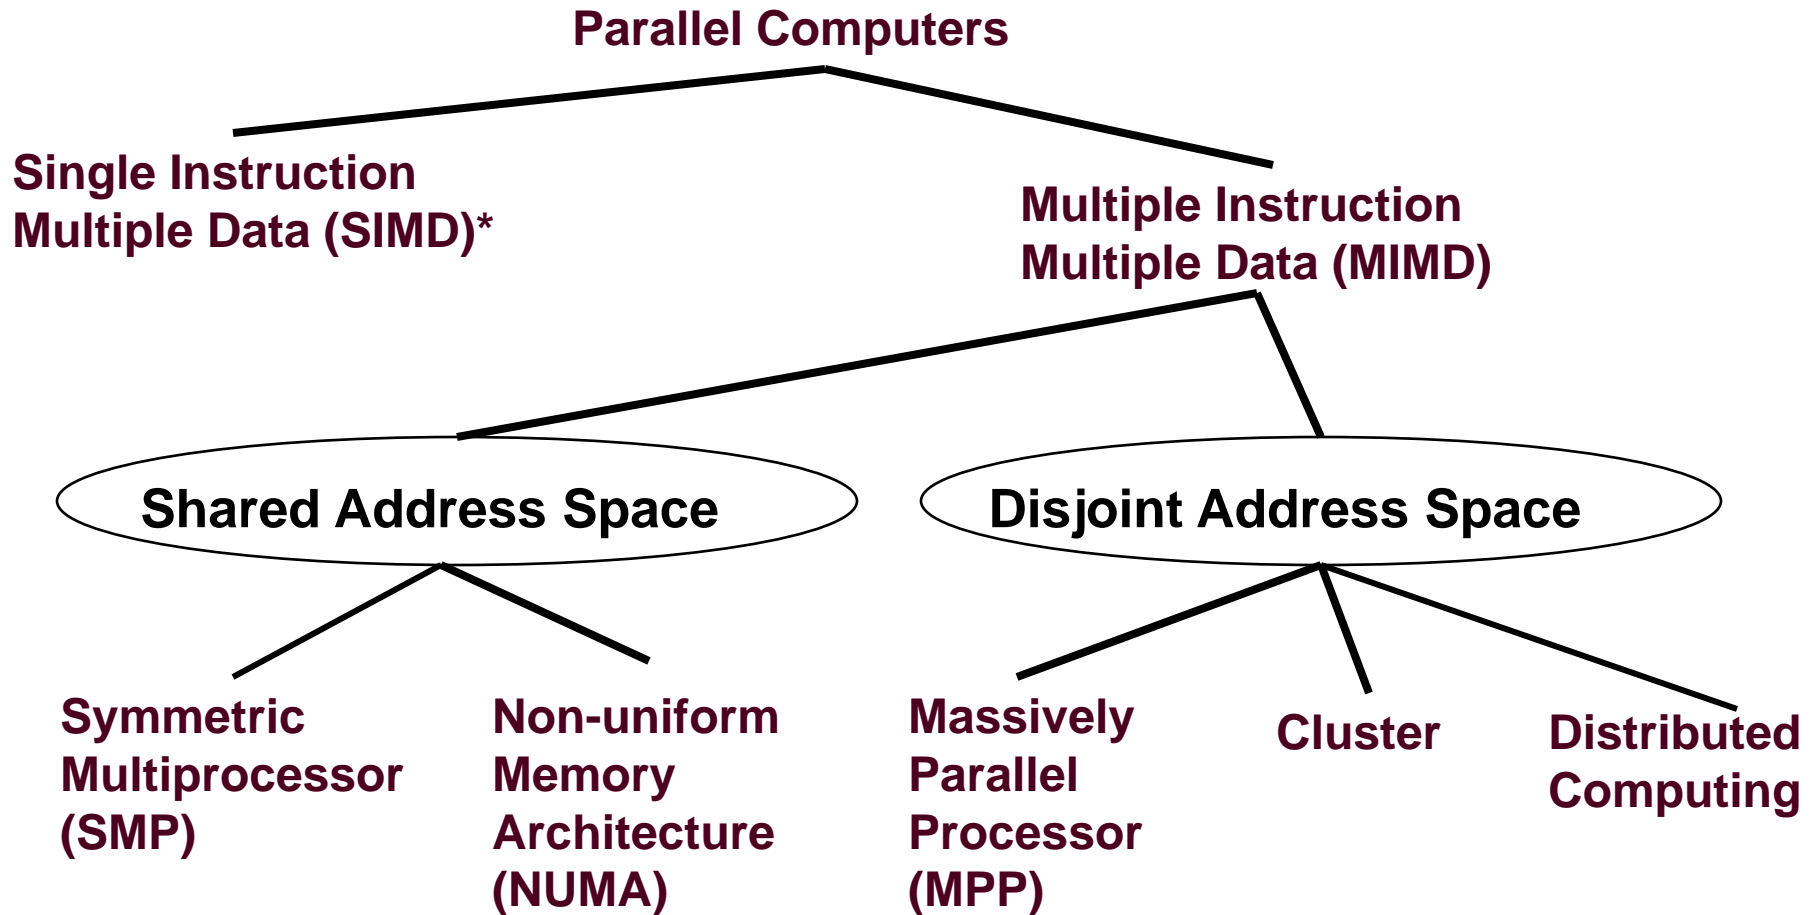 Parallel Computers
Single Instruction
Multiple Data (SIMD)*
Multiple Instruction
Multiple Data (MIMD)
Shared Address Space
Disjoint Address Space
Symmetric
Multiprocessor
(SMP)
Non-uniform
Memory
Architecture
(NUMA)
Massively
Parallel
Processor
(MPP)
Cluster
Distributed
Computing